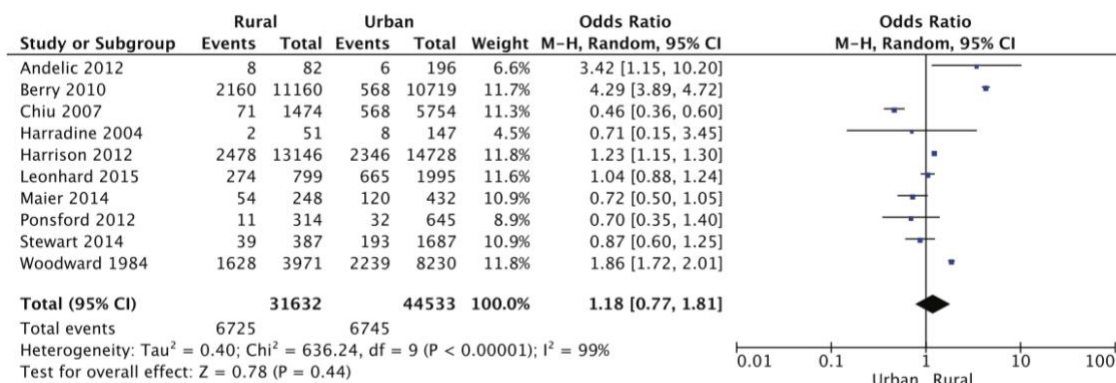 Rural Urban Odds Ratio Odds Ratio
Study or Subgroup Events Total Events Total Weight M-H, Random, 95% CI M-H, Random, 95% CI
Andelic 2012 8 82 6 196 6.6% 3.42 [1.15, 10.20]
Berry 2010 2160 11160 568 10719 11.7% 4.29 [3.89, 4.72]
Chiu 2007 71 1474 568 5754 11.3% 0.46 [0.36, 0.60]
Harradine 2004 2 51 8 147 4.5% 0.71 [0.15, 3.45]
Harrison 2012 2478 13146 2346 14728 11.8% 1.23 [1.15, 1.30]
Leonhard 2015 274 799 665 1995 11.6% 1.04 [0.88, 1.24]
Maier 2014 54 248 120 432 10.9% 0.72 [0.50, 1.05]
Ponsford 2012 11 314 32 645 8.9% 0.70 [0.35, 1.40]
Stewart 2014 39 387 193 1687 10.9% 0.87 [0.60, 1.25]
Woodward 1984 1628 3971 2239 8230 11.8% 1.86 [1.72, 2.01]
Total (95% CI) 31632 44533 100.0% 1.18 [0.77, 1.81]
Total events 6725 6745
Heterogeneity: Tau² = 0.40; Chi² = 636.24, df = 9 (P < 0.00001); I² = 99%
Test for overall effect: Z = 0.78 (P = 0.44)
0.01 0.1 1 10 100
Urban Rural